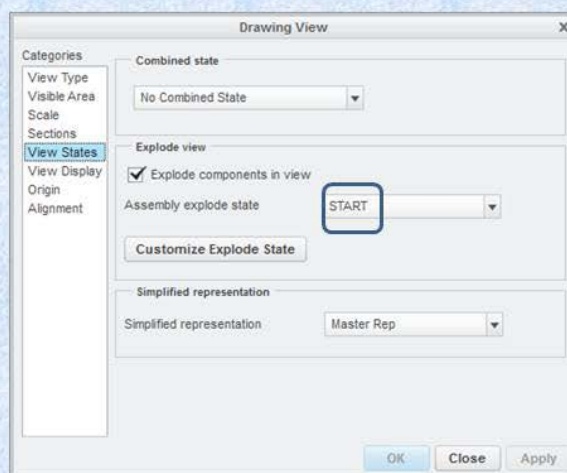 Drawing View
X
Categories
View Type
Visible Area
Scale
Sections
View States
View Display
Origin
Alignment
Combined state
No Combined State
Explode view
Explode components in view
Assembly explode state
START
Customize Explode State
Simplified representation
Simplified representation
Master Rep
OK
Close
Apply